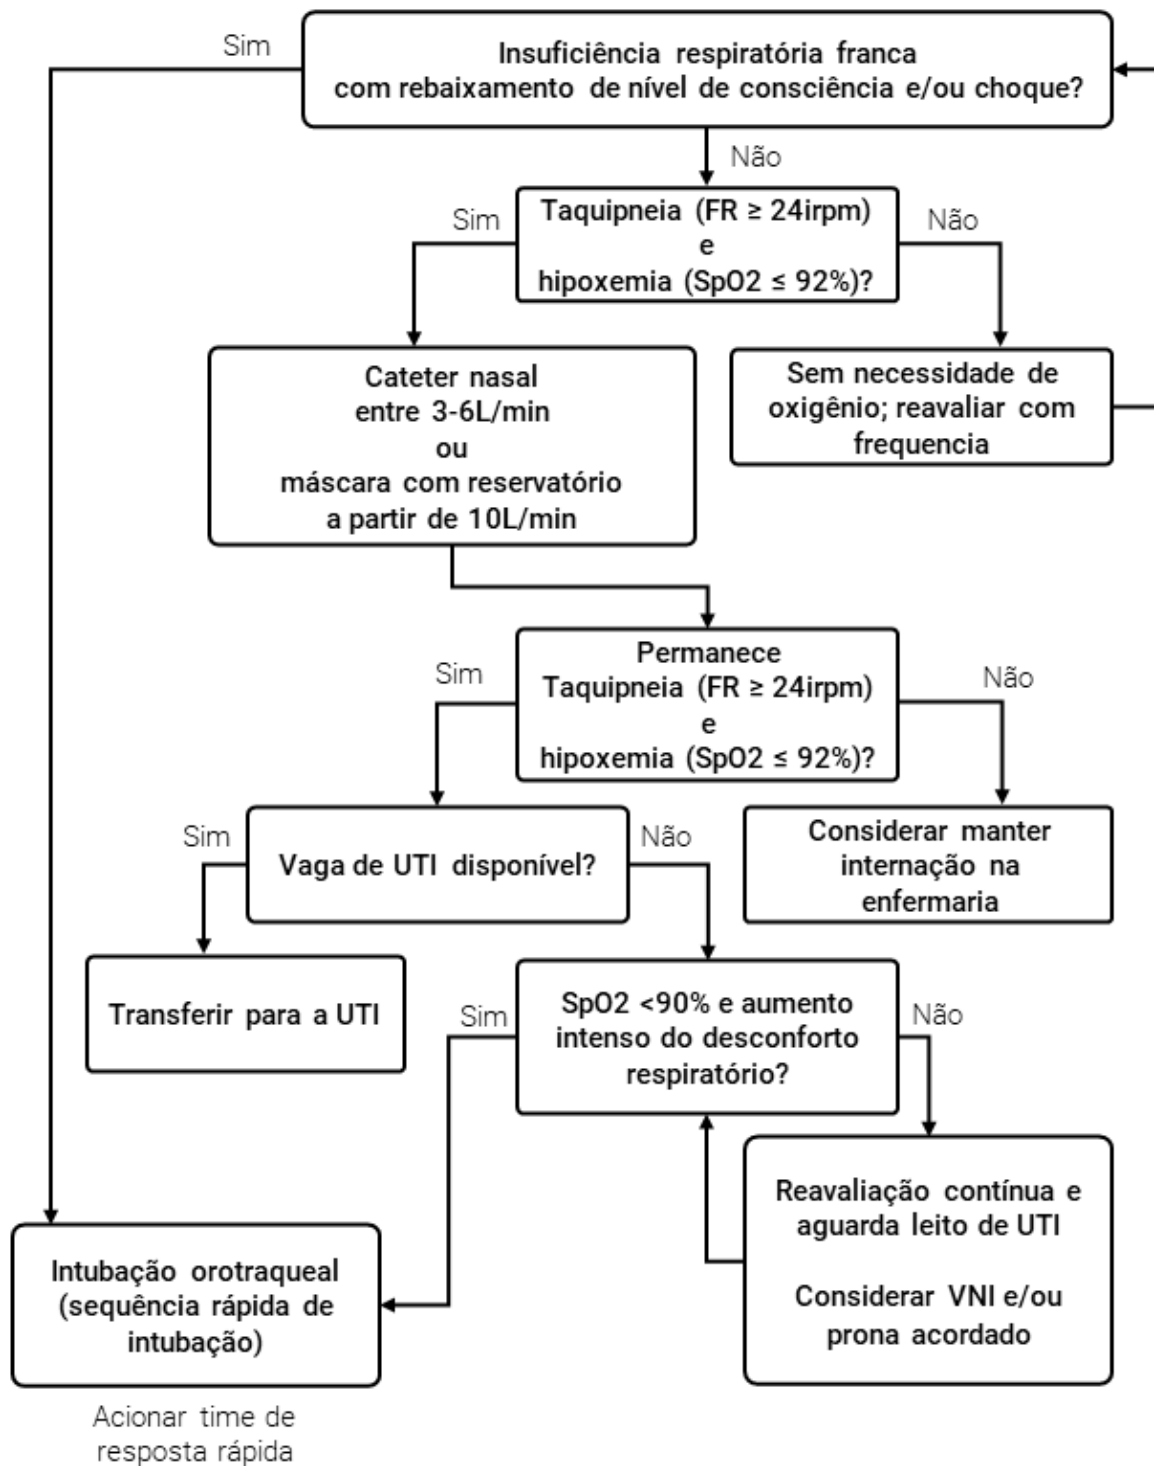 Sim
Insuficiência respiratória franca
com rebaixamento de nível de consciência e/ou choque?
Não
Sim
Taquipneia (FR ≥ 24irpm)
e
hipoxemia (SpO2 ≤ 92%)?
Não
Cateter nasal
entre 3-6L/min
ou
máscara com reservatório
a partir de 10L/min
Sem necessidade de
oxigênio; reavaliar com
frequencia
Sim
Permanece
Taquipneia (FR ≥ 24irpm)
e
hipoxemia (SpO2 ≤ 92%)?
Não
Sim
Vaga de UTI disponível?
Não
Considerar manter
internação na
enfermaria
Transferir para a UTI
Sim
SpO2 <90% e aumento
intenso do desconforto
respiratório?
Não
Reavaliação contínua e
aguarda leito de UTI
Considerar VNI e/ou
prona acordado
Intubação orotraqueal
(sequência rápida de
intubação)
Acionar time de
resposta rápida